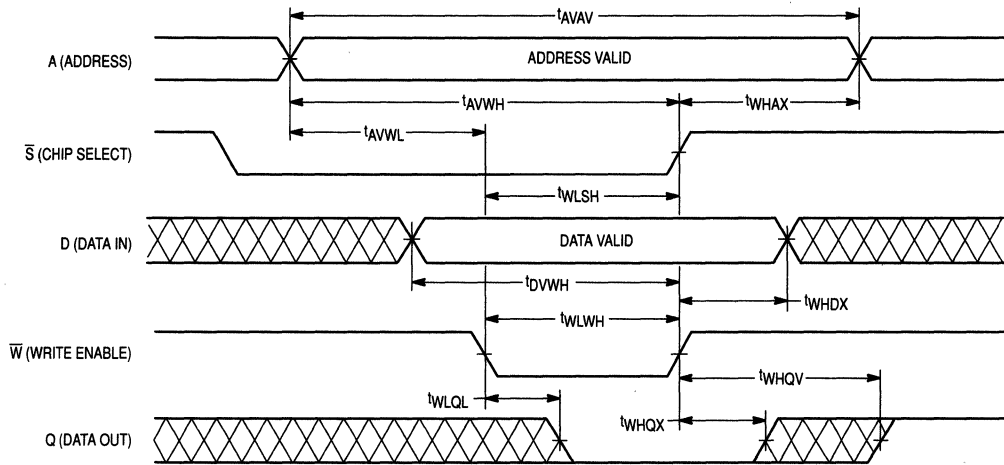 tAVAV
A (ADDRESS)
ADDRESS VALID
tAVWH
tWHAX
tAVWL
S̅ (CHIP SELECT)
tWLSH
D (DATA IN)
DATA VALID
tDVWH
tWHDX
tWLWH
W̅ (WRITE ENABLE)
tWHQV
tWLQL
tWHQX
Q (DATA OUT)